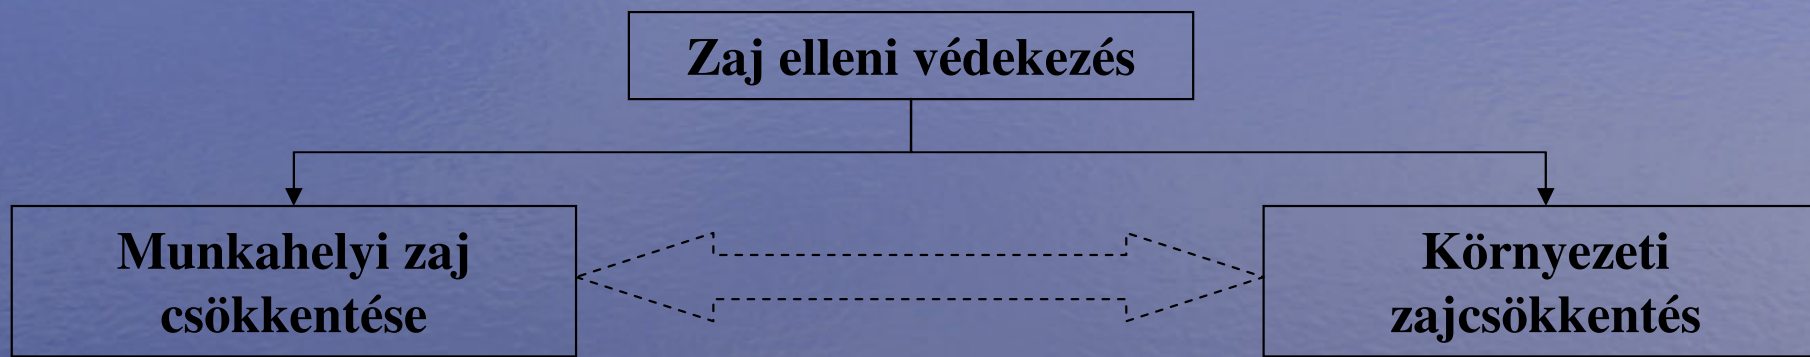 Zaj elleni védekezés
Munkahelyi zaj
csökkentése
Környezeti
zajcsökkentés